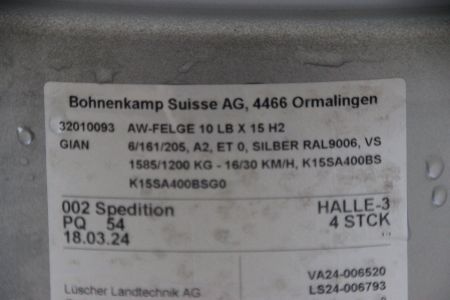 Bohnenkamp Suisse AG, 4466 Ormalingen
32010093 AW-FELGE 10 LB X 15 H2
GIAN 6/161/205, A2, ET 0, SILBER RAL9006, VS
1585/1200 KG - 16/30 KM/H, K15SA400BS
K15SA400BSG0
002 Spedition HALLE-3
PQ 54 4 STCK
18.03.24
VA24-006520
Lüscher Landtechnik AG LS24-006793